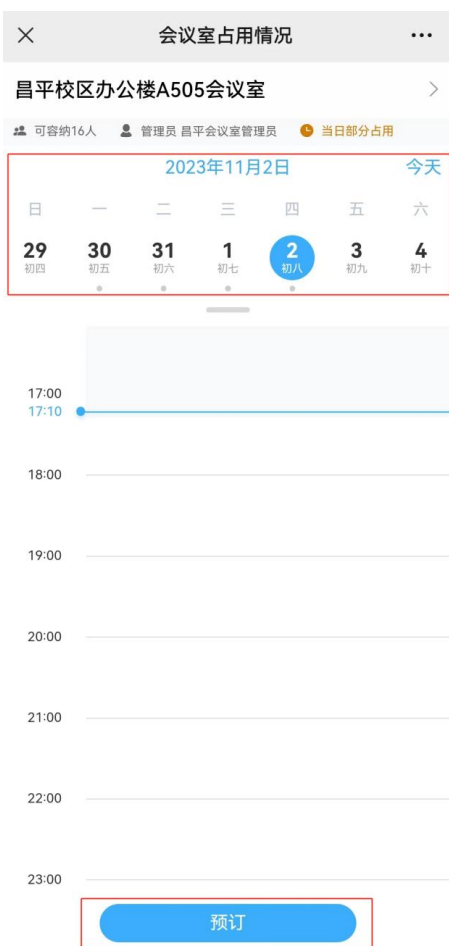 会议室占用情况
昌平校区办公楼A505会议室
可容纳16人 管理员 昌平会议室管理员 当日部分占用
2023年11月2日 今天
日 一 二 三 四 五 六
29 30 31 1 2 3 4
初四 初五 初六 初七 初八 初九 初十
17:00
17:10
18:00
19:00
20:00
21:00
22:00
23:00
预订